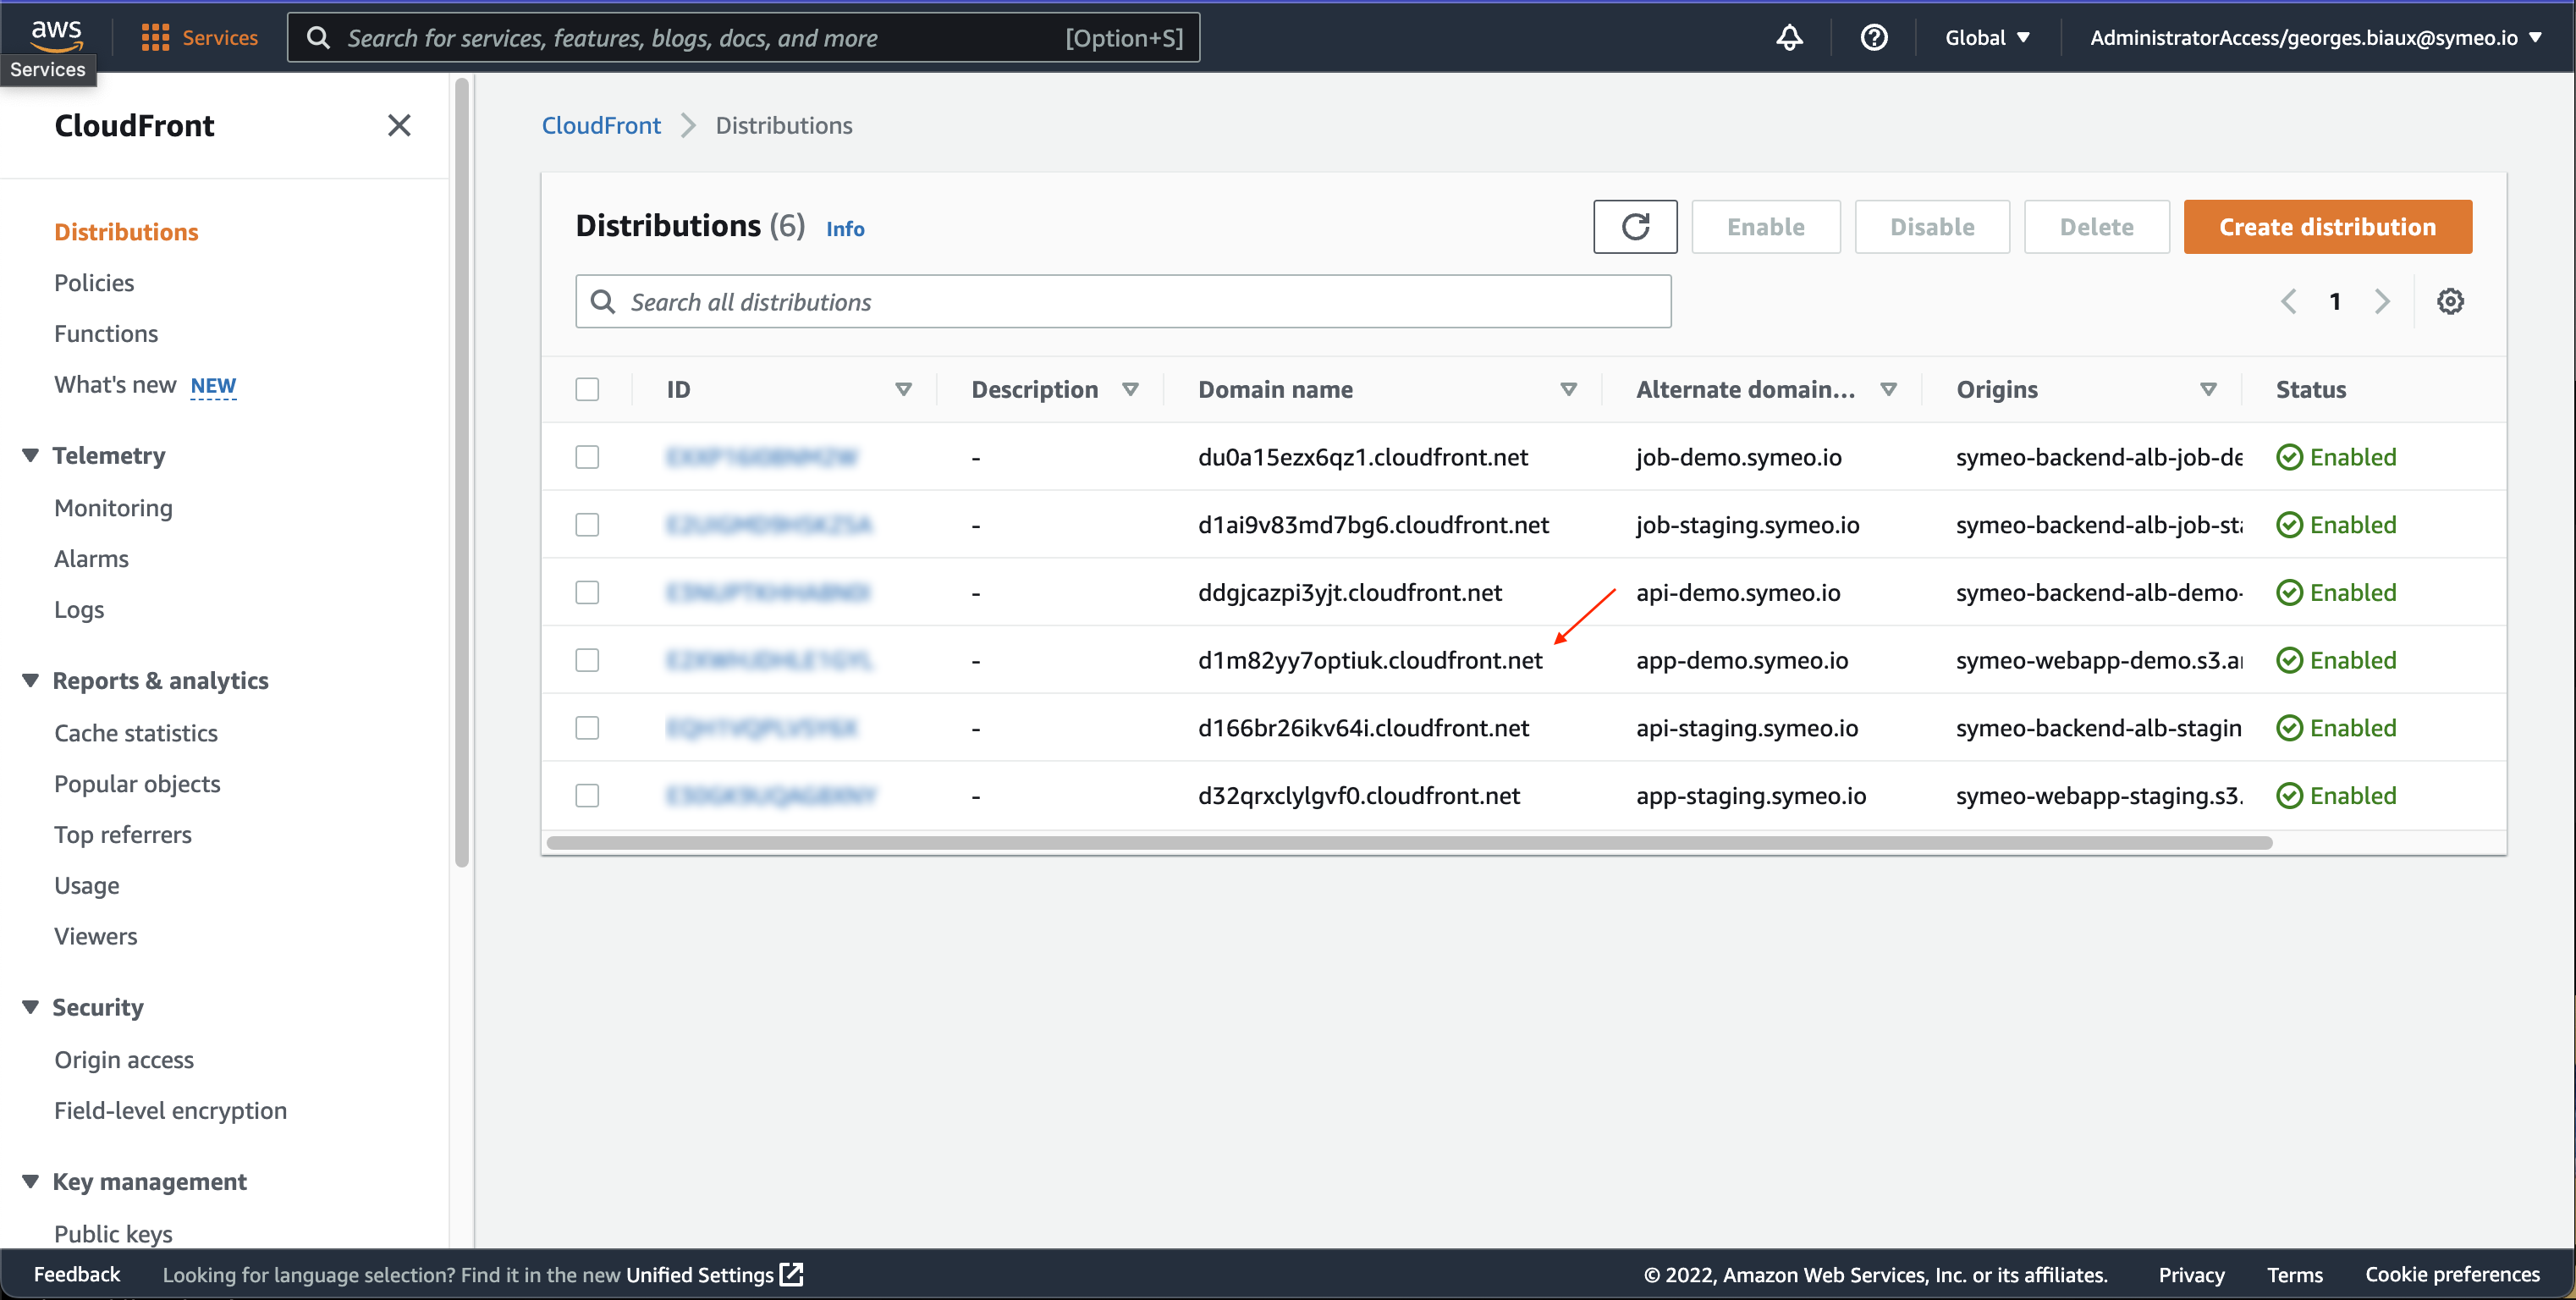 aws
Services
Search for services, features, blogs, docs, and more
[Option+S]
Global
AdministratorAccess/georges.biaux@symeo.io
Services
CloudFront
Distributions
Policies
Functions
What's new NEW
Telemetry
Monitoring
Alarms
Logs
Reports & analytics
Cache statistics
Popular objects
Top referrers
Usage
Viewers
Security
Origin access
Field-level encryption
Key management
Public keys
CloudFront > Distributions
Distributions (6) Info
Enable
Disable
Delete
Create distribution
Search all distributions
1
ID Description Domain name Alternate domain... Origins Status
- du0a15ezx6qz1.cloudfront.net job-demo.symeo.io symeo-backend-alb-job-de Enabled
- d1ai9v83md7bg6.cloudfront.net job-staging.symeo.io symeo-backend-alb-job-sta Enabled
- ddgjcazpi3yjt.cloudfront.net api-demo.symeo.io symeo-backend-alb-demo- Enabled
- d1m82yy7optiuk.cloudfront.net app-demo.symeo.io symeo-webapp-demo.s3.a Enabled
- d166br26ikv64i.cloudfront.net api-staging.symeo.io symeo-backend-alb-stagin Enabled
- d32qrxclylgvf0.cloudfront.net app-staging.symeo.io symeo-webapp-staging.s3. Enabled
Feedback
Looking for language selection? Find it in the new Unified Settings
© 2022, Amazon Web Services, Inc. or its affiliates.
Privacy
Terms
Cookie preferences